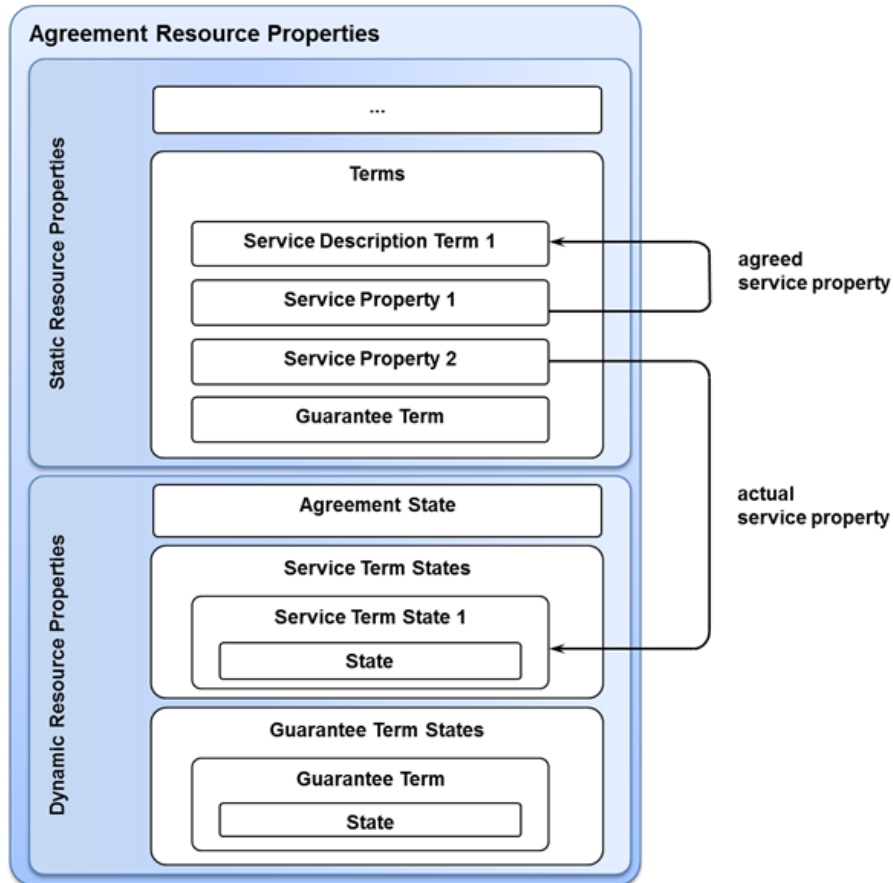 Agreement Resource Properties
Static Resource Properties
...
Terms
Service Description Term 1
Service Property 1
Service Property 2
Guarantee Term
agreed
service property
actual
service property
Dynamic Resource Properties
Agreement State
Service Term States
Service Term State 1
State
Guarantee Term States
Guarantee Term
State